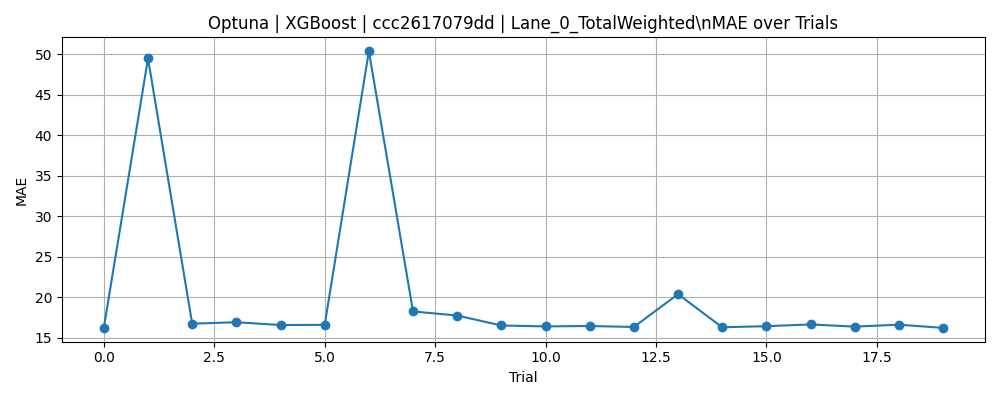 Optuna | XGBoost | ccc2617079dd | Lane_0_TotalWeighted\nMAE over Trials
MAE
50
45
40
35
30
25
20
15
0.0 2.5 5.0 7.5 10.0 12.5 15.0 17.5
Trial